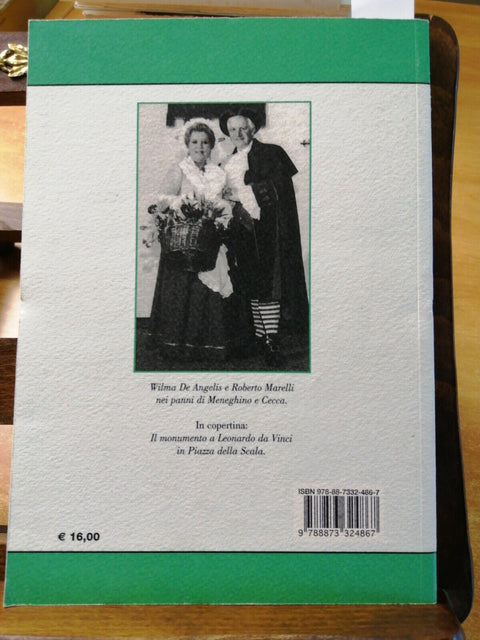 Wilma De Angelis e Roberto Marelli
nei panni di Meneghino e Cecca.
In copertina:
Il monumento a Leonardo da Vinci
in Piazza della Scala.
ISBN 978-88-7332-486-7
9 788873 324867
€ 16,00